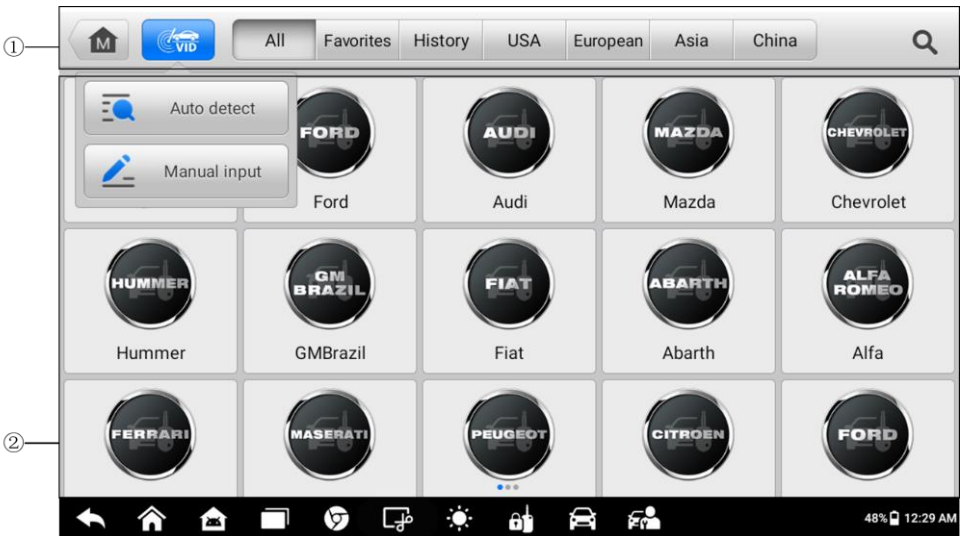 ①
M
VID
All
Favorites
History
USA
European
Asia
China
Auto detect
Manual input
FORD
AUDI
MAZDA
CHEVROLET
Ford
Audi
Mazda
Chevrolet
HUMMER
GM
BRAZIL
FIAT
ABARTH
ALFA
ROMEO
Hummer
GMBrazil
Fiat
Abarth
Alfa
②
FERRARI
MASERATI
PEUGEOT
CITROEN
FORD
48%
12:29 AM